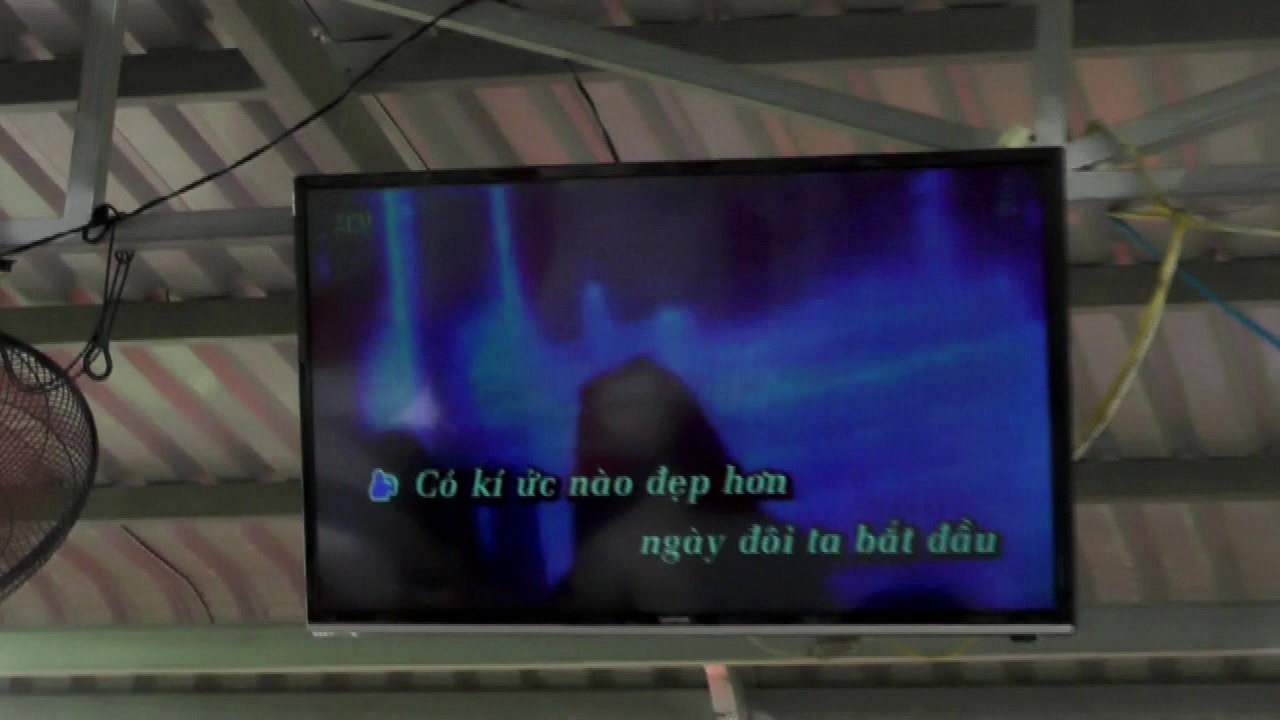 Có kí ức nào đẹp hơn
ngày đôi ta bắt đầu